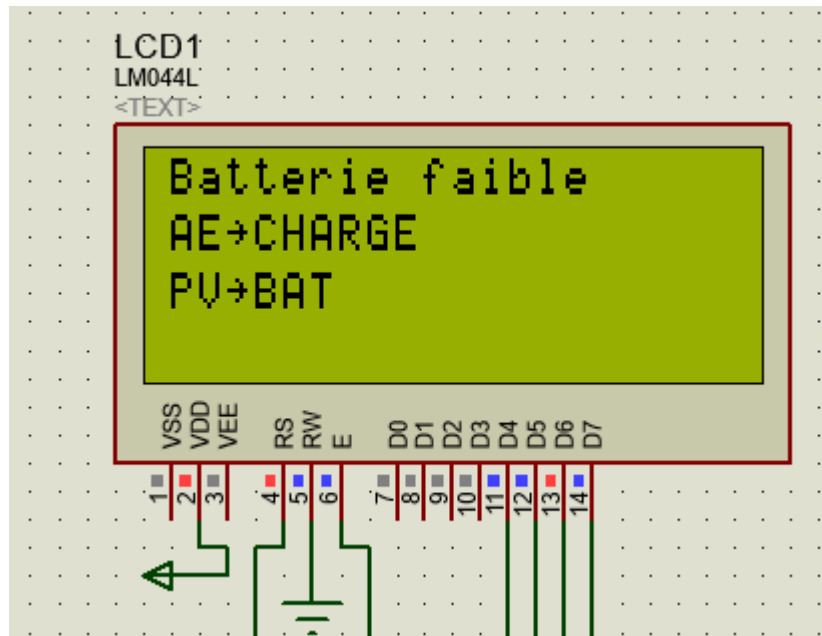 LCD1
LM044L
<TEXT>
Batterie faible
AE→CHARGE
PV→BAT
VSS VDD VEE RS RW E D0 D1 D2 D3 D4 D5 D6 D7
1 2 3 4 5 6 7 8 9 10 11 12 13 14